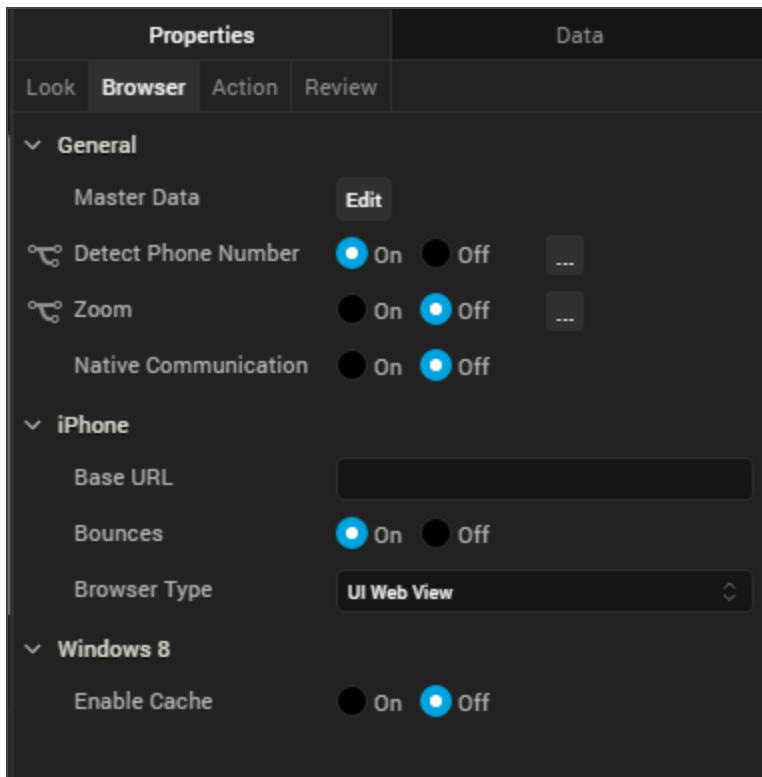 Properties Data
Look Browser Action Review
General
Master Data Edit
Detect Phone Number On Off ...
Zoom On Off ...
Native Communication On Off
iPhone
Base URL
Bounces On Off
Browser Type UI Web View
Windows 8
Enable Cache On Off